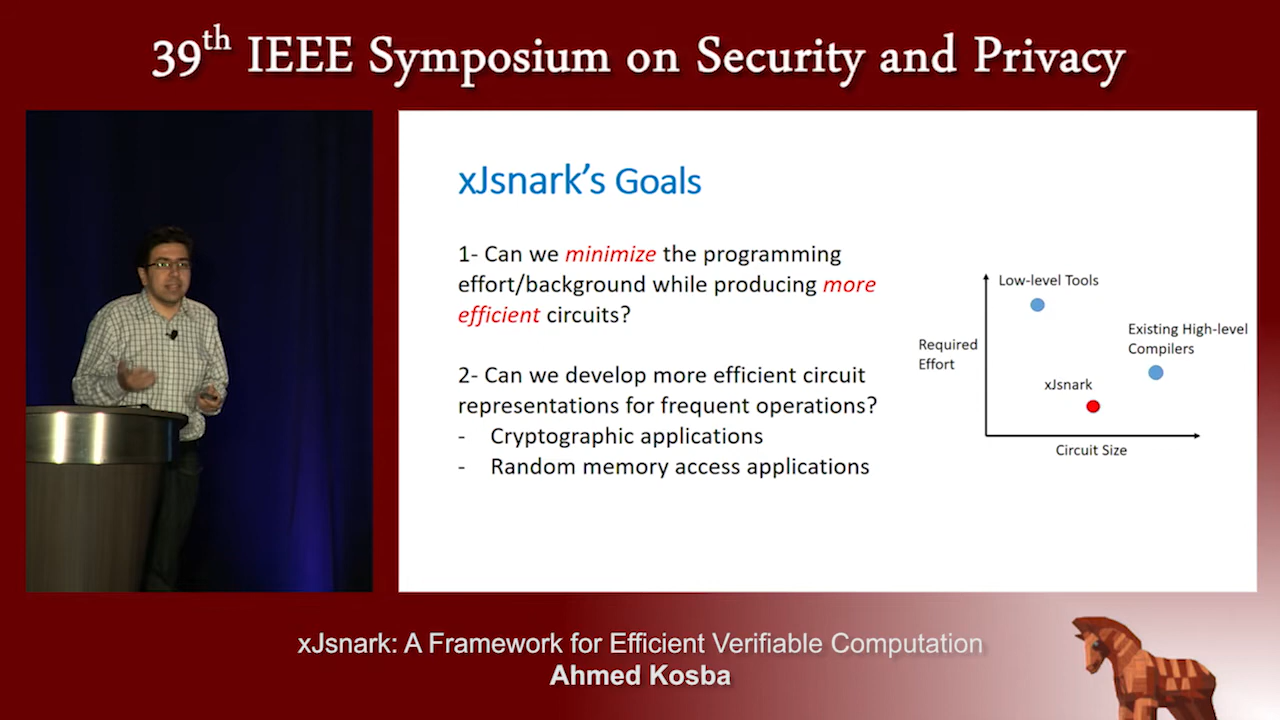 39th IEEE Symposium on Security and Privacy
xJsnark's Goals
1- Can we minimize the programming
effort/background while producing more
efficient circuits?
2- Can we develop more efficient circuit
representations for frequent operations?
- Cryptographic applications
- Random memory access applications
Low-level Tools
Existing High-level
Compilers
Required
Effort
xJsnark
Circuit Size
xJsnark: A Framework for Efficient Verifiable Computation
Ahmed Kosba